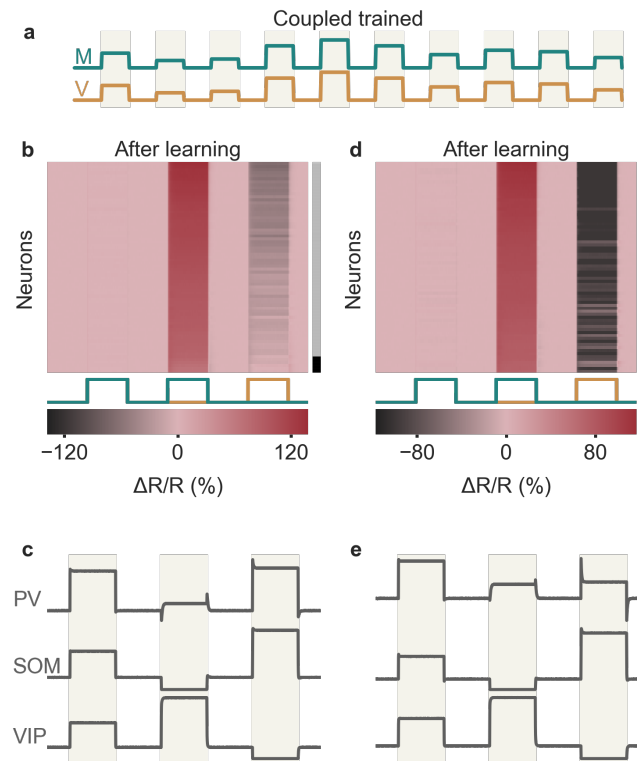 Coupled trained
a
M
V
b After learning
d After learning
Neurons
Neurons
−120 0 120
ΔR/R (%)
−80 0 80
ΔR/R (%)
c
e
PV
SOM
VIP